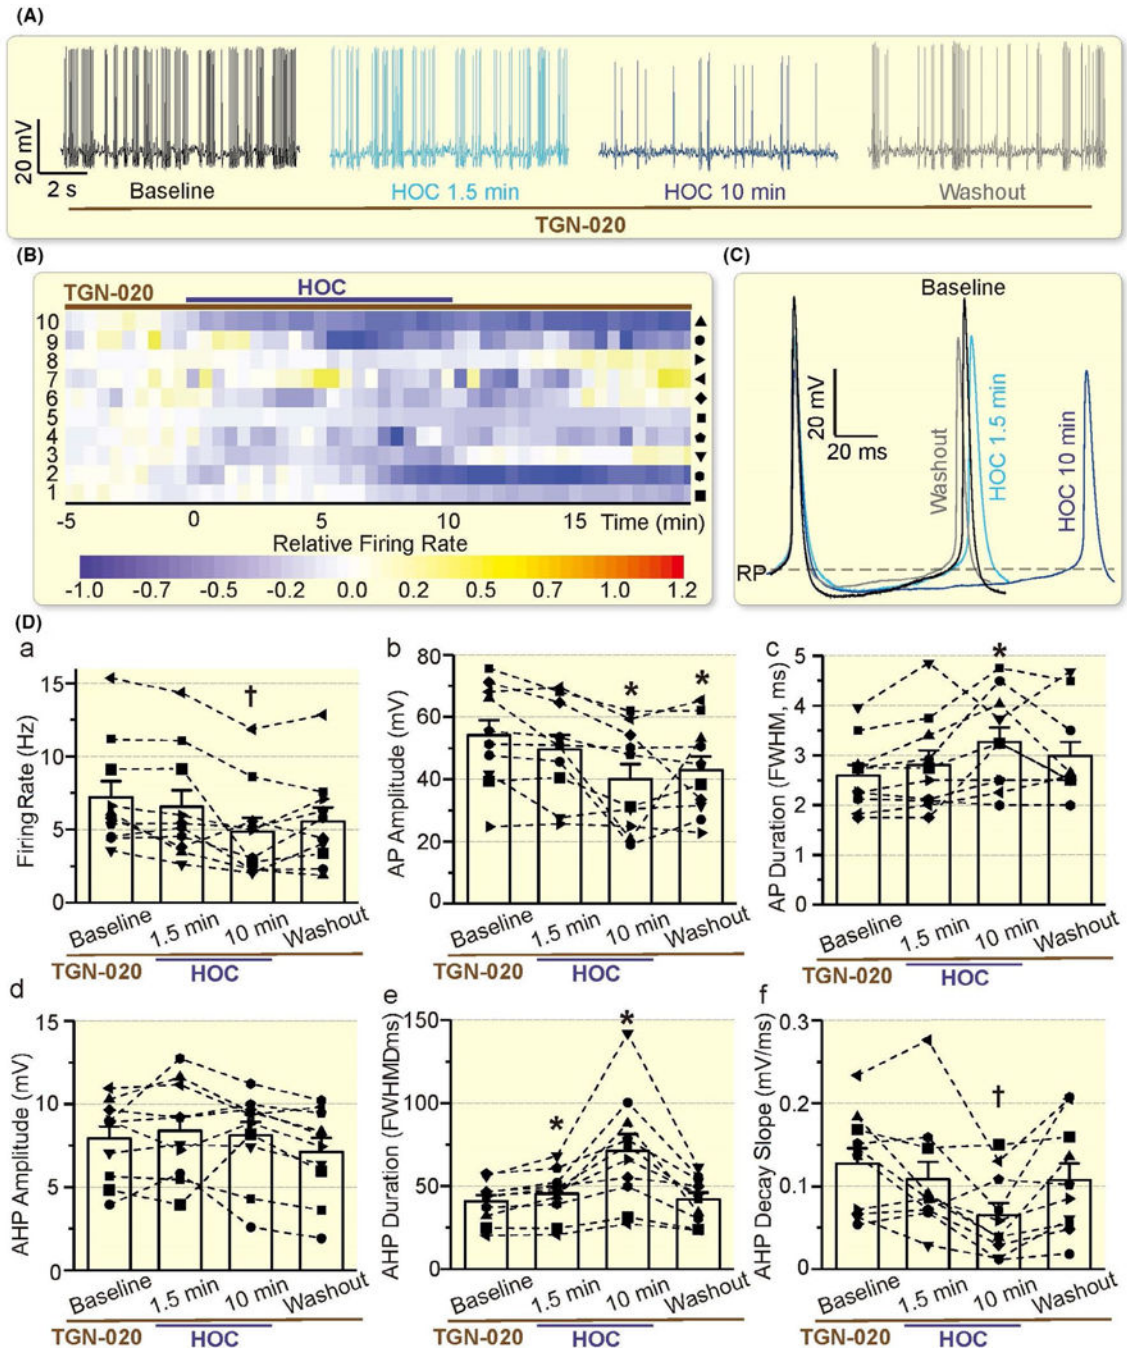 (A)
20 mV
2 s
Baseline
HOC 1.5 min
HOC 10 min
Washout
TGN-020
(B)
TGN-020
HOC
10
9
8
7
6
5
4
3
2
1
-5 0 5 10 15 Time (min)
Relative Firing Rate
-1.0 -0.7 -0.5 -0.2 0.0 0.2 0.5 0.7 0.9 1.0 1.2
(C)
Baseline
20 mV
20 ms
Washout
HOC 1.5 min
HOC 10 min
RP
(D)
a
Firing Rate (Hz)
15
10
5
0
†
Baseline 1.5 min 10 min Washout
TGN-020 HOC
b
AP Amplitude (mV)
80
60
40
20
0
* *
Baseline 1.5 min 10 min Washout
TGN-020 HOC
c
AP Duration (FWHM, ms)
5
4
3
2
1
0
*
Baseline 1.5 min 10 min Washout
TGN-020 HOC
d
AHP Amplitude (mV)
15
10
5
0
Baseline 1.5 min 10 min Washout
TGN-020 HOC
e
AHP Duration (FWHMDms)
150
100
50
0
* *
Baseline 1.5 min 10 min Washout
TGN-020 HOC
f
AHP Decay Slope (mV/ms)
0.3
0.2
0.1
0
†
Baseline 1.5 min 10 min Washout
TGN-020 HOC